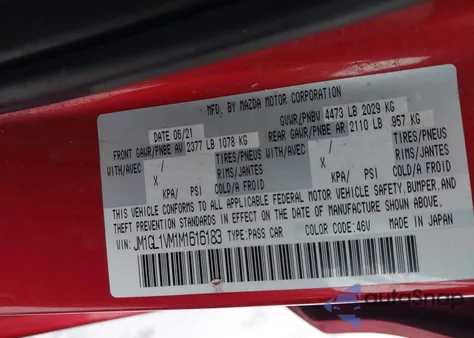 MFD. BY MAZDA MOTOR CORPORATION
DATE 06/21 GVWR/PNBV 4473 LB 2029 KG
FRONT GAWR/PNBE AV 2377 LB 1078 KG REAR GAWR/PNBE AR 2110 LB 957 KG
WITH/AVEC / TIRES/PNEUS WITH/AVEC / TIRES/PNEUS
X RIMS/JANTES X RIMS/JANTES
KPA/ PSI COLD/A FROID KPA/ PSI COLD/A FROID
THIS VEHICLE CONFORMS TO ALL APPLICABLE FEDERAL MOTOR VEHICLE SAFETY, BUMPER, AND
THEFT PREVENTION STANDARDS IN EFFECT ON THE DATE OF MANUFACTURE SHOWN ABOVE.
VIN: JM1GL1VM1M1616183 TYPE:PASS CAR COLOR CODE:46V MADE IN JAPAN